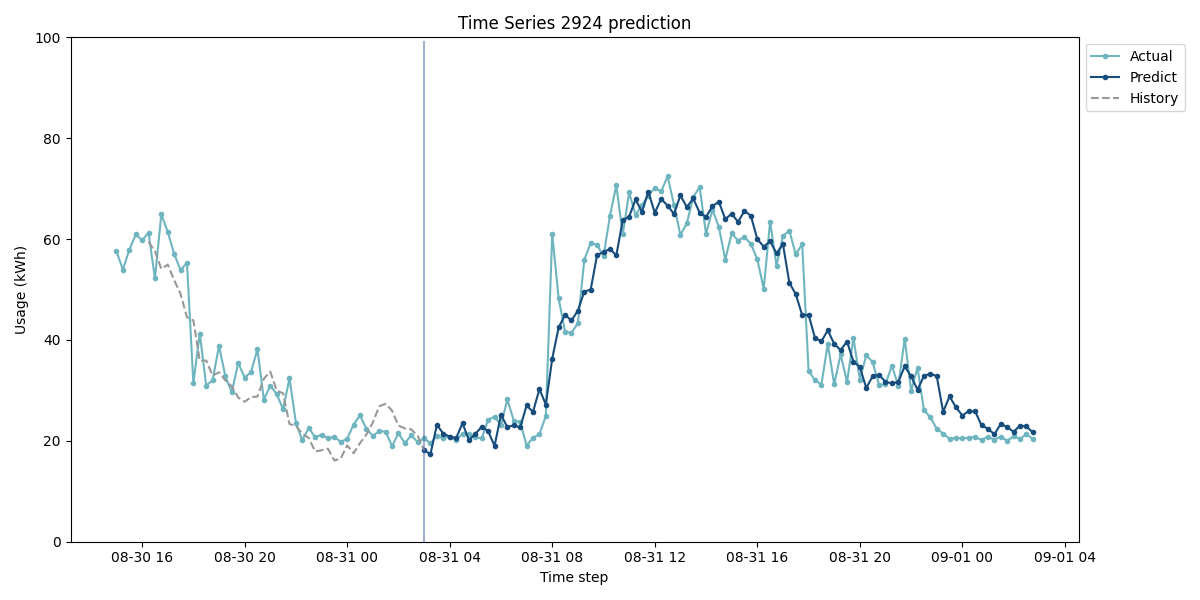 Time Series 2924 prediction
Usage (kWh)
100
80
60
40
20
0
08-30 16
08-30 20
08-31 00
08-31 04
08-31 08
08-31 12
08-31 16
08-31 20
09-01 00
09-01 04
Time step
Actual
Predict
History